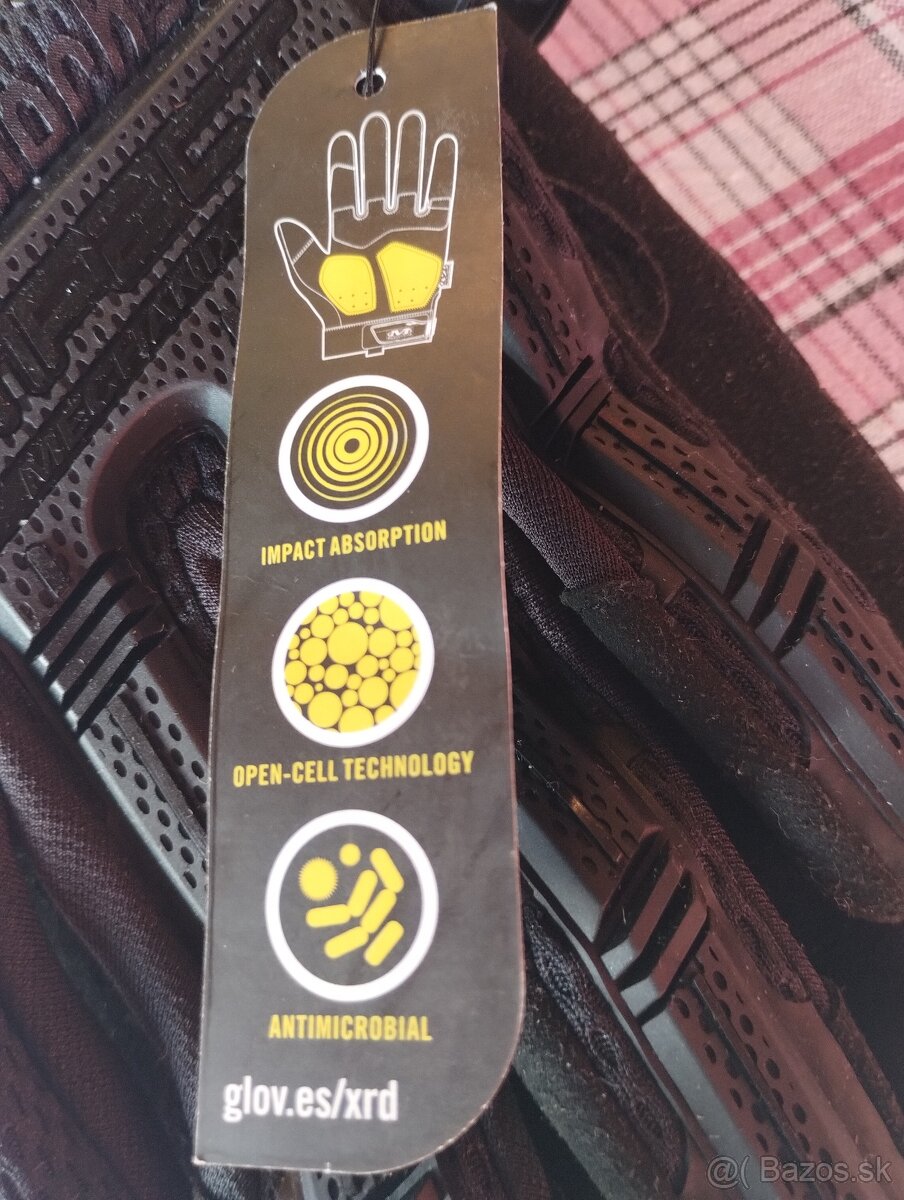 IMPACT ABSORPTION
OPEN-CELL TECHNOLOGY
ANTIMICROBIAL
glov.es/xrd
@( Bazos.sk